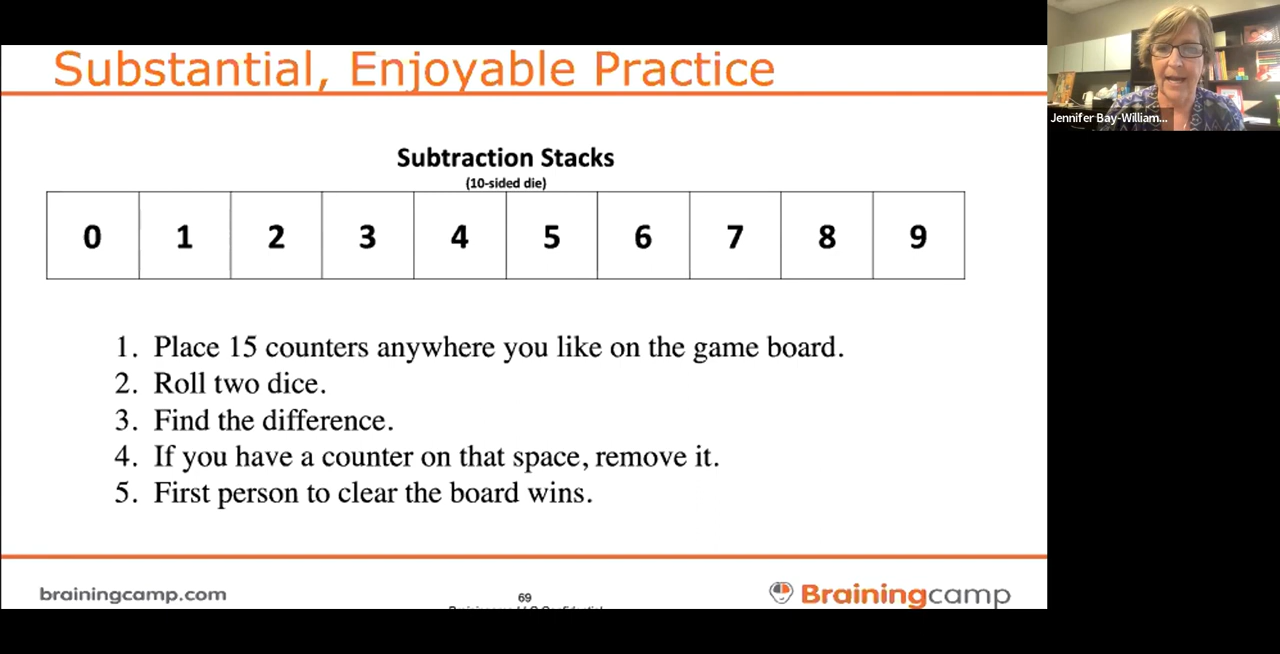 Substantial, Enjoyable Practice
Jennifer Bay-William...
Subtraction Stacks
(10-sided die)
0 1 2 3 4 5 6 7 8 9
1. Place 15 counters anywhere you like on the game board.
2. Roll two dice.
3. Find the difference.
4. If you have a counter on that space, remove it.
5. First person to clear the board wins.
brainingcamp.com
69
Brainingcamp